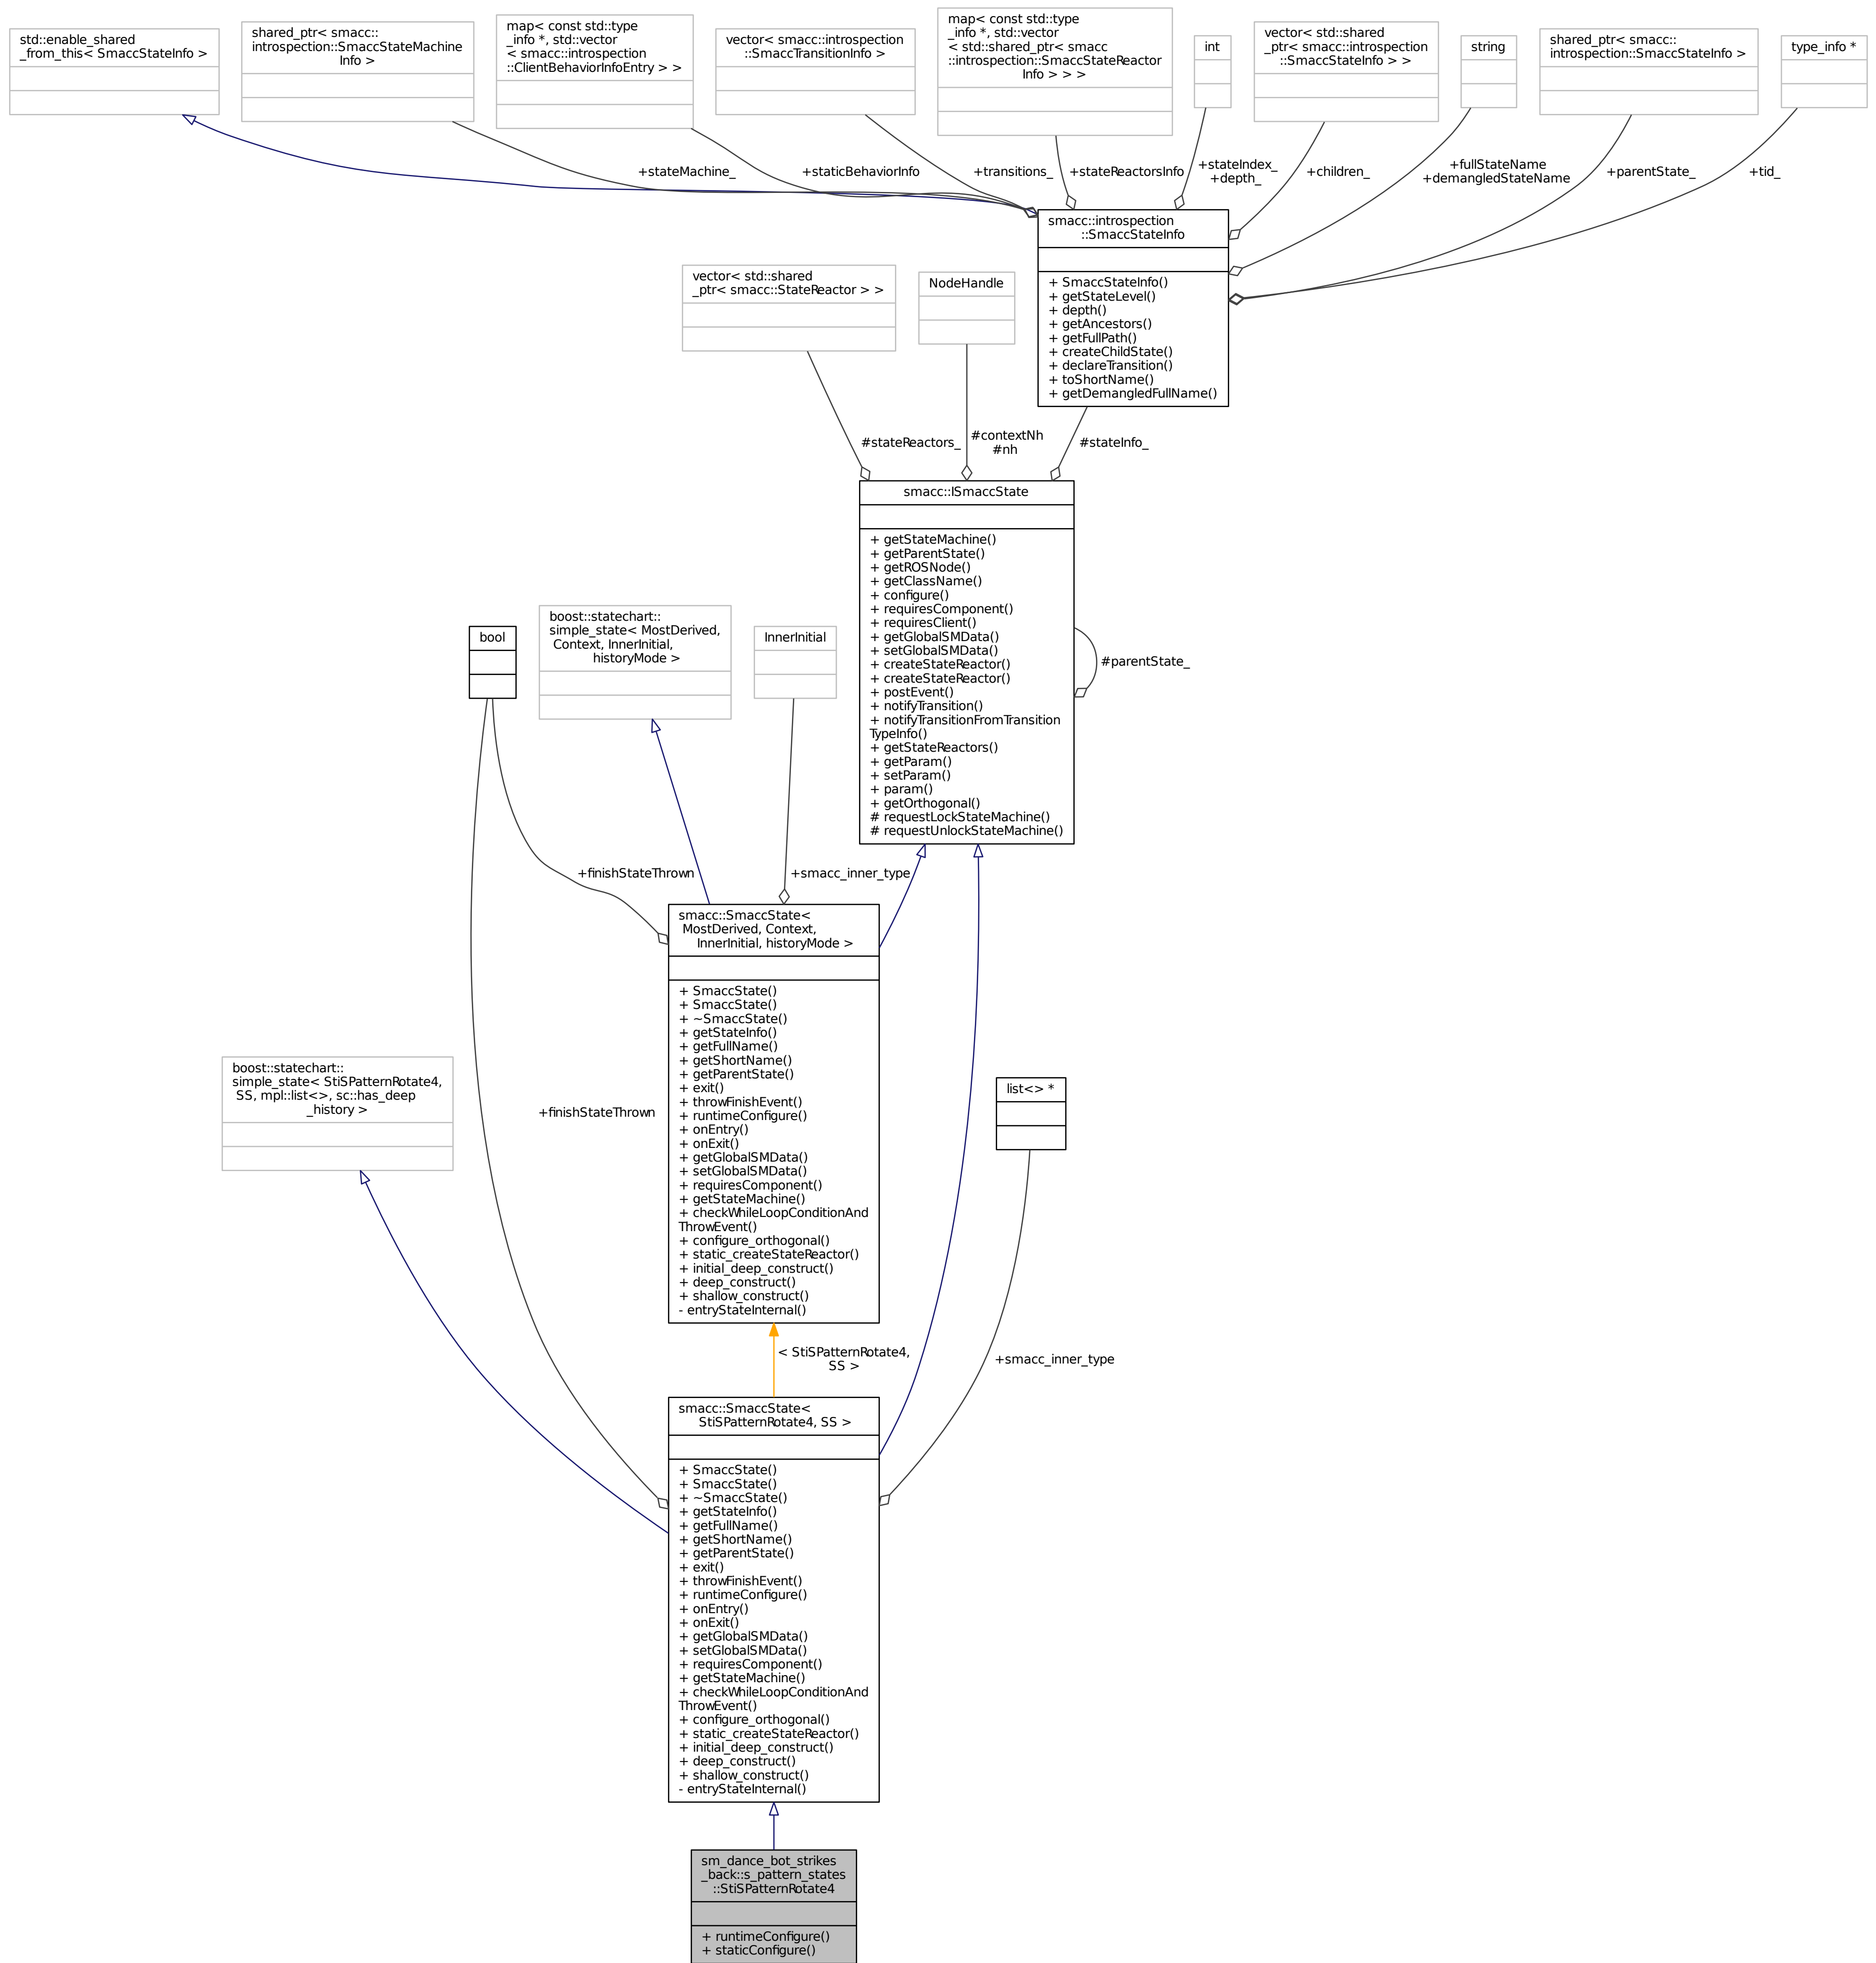 std::enable_shared
_from_this< SmaccStateInfo >
shared_ptr< smacc::
introspection::SmaccStateMachine
Info >
map< const std::type
_info *, std::vector
< smacc::introspection
::ClientBehaviorInfoEntry > >
vector< smacc::introspection
::SmaccTransitionInfo >
map< const std::type
_info *, std::vector
< std::shared_ptr< smacc
::introspection::SmaccStateReactor
Info > > >
int
vector< std::shared
_ptr< smacc::introspection
::SmaccStateInfo > >
string
shared_ptr< smacc::
introspection::SmaccStateInfo >
type_info *
+stateMachine_
+staticBehaviorInfo
+transitions_
+stateReactorsInfo
+stateIndex_
+depth_
+children_
+fullStateName
+demangledStateName
+parentState_
+tid_
smacc::introspection
::SmaccStateInfo
+ SmaccStateInfo()
+ getStateLevel()
+ depth()
+ getAncestors()
+ getFullPath()
+ createChildState()
+ declareTransition()
+ toShortName()
+ getDemangledFullName()
vector< std::shared
_ptr< smacc::StateReactor > >
NodeHandle
#stateReactors_
#contextNh
#nh
#stateInfo_
smacc::ISmaccState
+ getStateMachine()
+ getParentState()
+ getROSNode()
+ getClassName()
+ configure()
+ requiresComponent()
+ requiresClient()
+ getGlobalSMData()
+ setGlobalSMData()
+ createStateReactor()
+ createStateReactor()
+ postEvent()
+ notifyTransition()
+ notifyTransitionFromTransition
TypeInfo()
+ getStateReactors()
+ getParam()
+ setParam()
+ param()
+ getOrthogonal()
# requestLockStateMachine()
# requestUnlockStateMachine()
#parentState_
bool
boost::statechart::
simple_state< MostDerived,
Context, InnerInitial,
historyMode >
InnerInitial
+finishStateThrown
+smacc_inner_type
smacc::SmaccState<
MostDerived, Context,
InnerInitial, historyMode >
+ SmaccState()
+ SmaccState()
+ ~SmaccState()
+ getStateInfo()
+ getFullName()
+ getShortName()
+ getParentState()
+ exit()
+ throwFinishEvent()
+ runtimeConfigure()
+ onEntry()
+ onExit()
+ getGlobalSMData()
+ setGlobalSMData()
+ requiresComponent()
+ getStateMachine()
+ checkWhileLoopConditionAnd
ThrowEvent()
+ configure_orthogonal()
+ static_createStateReactor()
+ initial_deep_construct()
+ deep_construct()
+ shallow_construct()
- entryStateInternal()
boost::statechart::
simple_state< StiSPatternRotate4,
SS, mpl::list<>, sc::has_deep
_history >
+finishStateThrown
list<> *
< StiSPatternRotate4,
SS >
+smacc_inner_type
smacc::SmaccState<
StiSPatternRotate4, SS >
+ SmaccState()
+ SmaccState()
+ ~SmaccState()
+ getStateInfo()
+ getFullName()
+ getShortName()
+ getParentState()
+ exit()
+ throwFinishEvent()
+ runtimeConfigure()
+ onEntry()
+ onExit()
+ getGlobalSMData()
+ setGlobalSMData()
+ requiresComponent()
+ getStateMachine()
+ checkWhileLoopConditionAnd
ThrowEvent()
+ configure_orthogonal()
+ static_createStateReactor()
+ initial_deep_construct()
+ deep_construct()
+ shallow_construct()
- entryStateInternal()
sm_dance_bot_strikes
_back::s_pattern_states
::StiSPatternRotate4
+ runtimeConfigure()
+ staticConfigure()